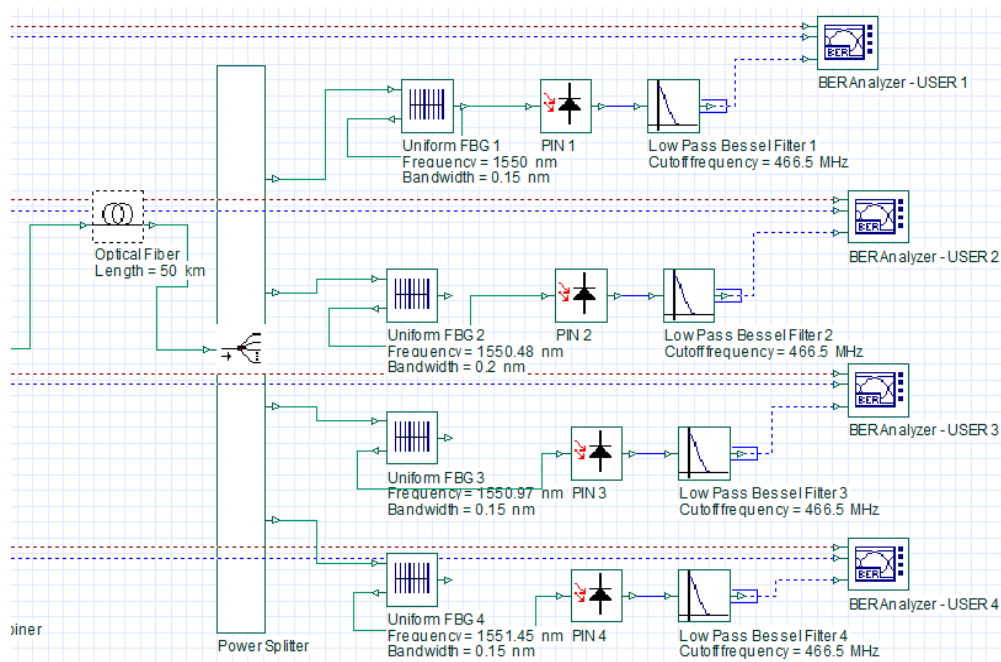 BER
BERAnalyzer - USER 1
Uniform FBG 1
Frequency = 1550 nm
Bandwidth = 0.15 nm
PIN 1
Low Pass Bessel Filter 1
Cutoff frequency = 466.5 MHz
Optical Fiber
Length = 50 km
BER
BERAnalyzer - USER 2
Uniform FBG 2
Frequency = 1550.48 nm
Bandwidth = 0.2 nm
PIN 2
Low Pass Bessel Filter 2
Cutoff frequency = 466.5 MHz
BER
BERAnalyzer - USER 3
Uniform FBG 3
Frequency = 1550.97 nm
Bandwidth = 0.15 nm
PIN 3
Low Pass Bessel Filter 3
Cutoff frequency = 466.5 MHz
BER
BERAnalyzer - USER 4
Uniform FBG 4
Frequency = 1551.45 nm
Bandwidth = 0.15 nm
PIN 4
Low Pass Bessel Filter 4
Cutoff frequency = 466.5 MHz
Power Splitter